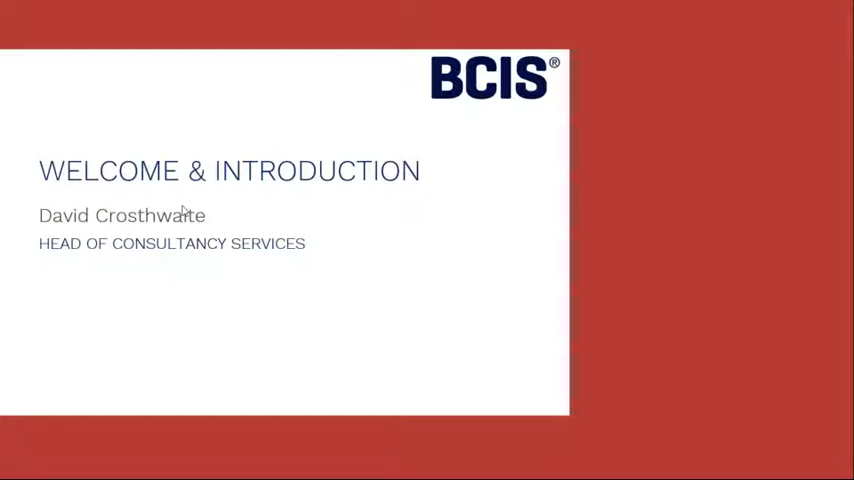 BCIS®
WELCOME & INTRODUCTION
David Crosthwaite
HEAD OF CONSULTANCY SERVICES